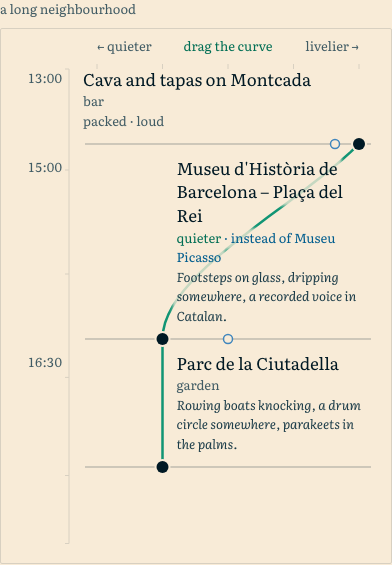 a long neighbourhood
← quieter drag the curve livelier →
13:00
Cava and tapas on Montcada
bar
packed · loud
15:00
Museu d'Història de
Barcelona – Plaça del
Rei
quieter · instead of Museu
Picasso
Footsteps on glass, dripping
somewhere, a recorded voice in
Catalan.
16:30
Parc de la Ciutadella
garden
Rowing boats knocking, a drum
circle somewhere, parakeets in
the palms.